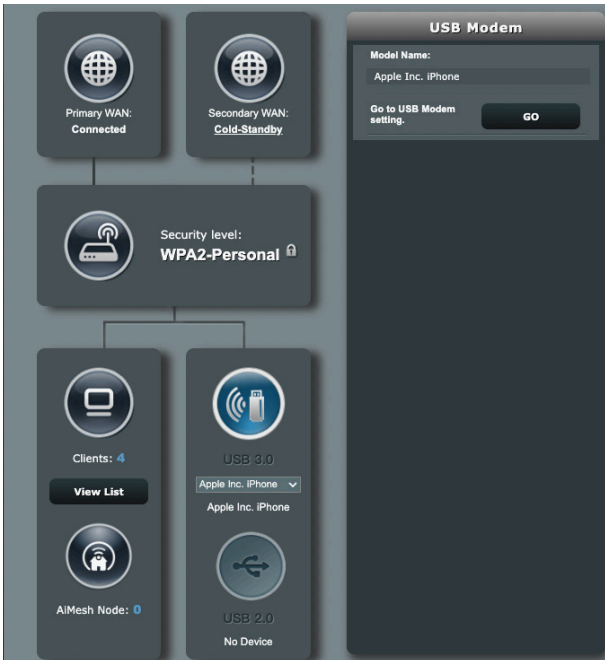 Primary WAN:
Connected
Secondary WAN:
Cold-Standby
Security level:
WPA2-Personal
Clients: 4
View List
AiMesh Node: 0
USB 3.0
Apple Inc. iPhone
Apple Inc. iPhone
USB 2.0
No Device
USB Modem
Model Name:
Apple Inc. iPhone
Go to USB Modem
setting.
GO